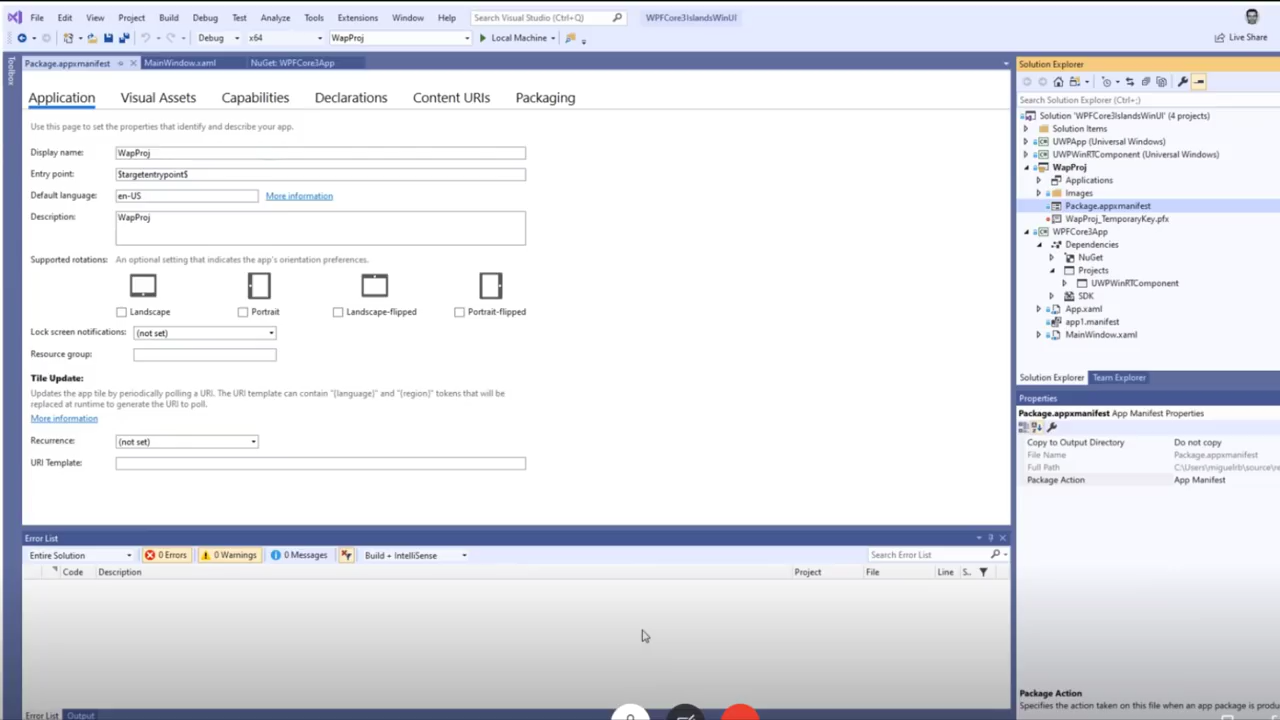 File Edit View Project Build Debug Test Analyze Tools Extensions Window Help Search Visual Studio (Ctrl+Q) WPFCore3IslandsWinUI
Debug x64 WapProj Local Machine Live Share
Toolbox
Package.appxmanifest MainWindow.xaml NuGet: WPFCore3App
Application Visual Assets Capabilities Declarations Content URIs Packaging
Use this page to set the properties that identify and describe your app.
Display name: WapProj
Entry point: $targetentrypoint$
Default language: en-US More information
Description: WapProj
Supported rotations: An optional setting that indicates the app's orientation preferences.
Landscape Portrait Landscape-flipped Portrait-flipped
Lock screen notifications: (not set)
Resource group:
Tile Update:
Updates the app tile by periodically polling a URI. The URI template can contain "{language}" and "{region}" tokens that will be
replaced at runtime to generate the URI to poll.
More information
Recurrence: (not set)
URI Template:
Error List
Entire Solution 0 Errors 0 Warnings 0 Messages Build + IntelliSense Search Error List
Code Description Project File Line S..
Error List Output
Solution Explorer
Search Solution Explorer (Ctrl+;)
Solution 'WPFCore3IslandsWinUI' (4 projects)
Solution Items
UWPApp (Universal Windows)
UWPWinRTComponent (Universal Windows)
WapProj
Applications
Images
Package.appxmanifest
WapProj_TemporaryKey.pfx
WPFCore3App
Dependencies
NuGet
Projects
UWPWinRTComponent
SDK
App.xaml
app1.manifest
MainWindow.xaml
Solution Explorer Team Explorer
Properties
Package.appxmanifest App Manifest Properties
Copy to Output Directory Do not copy
File Name Package.appxmanifest
Full Path C:\Users\miguelrb\source\re
Package Action App Manifest
Package Action
Specifies the action taken on this file when an app package is produ